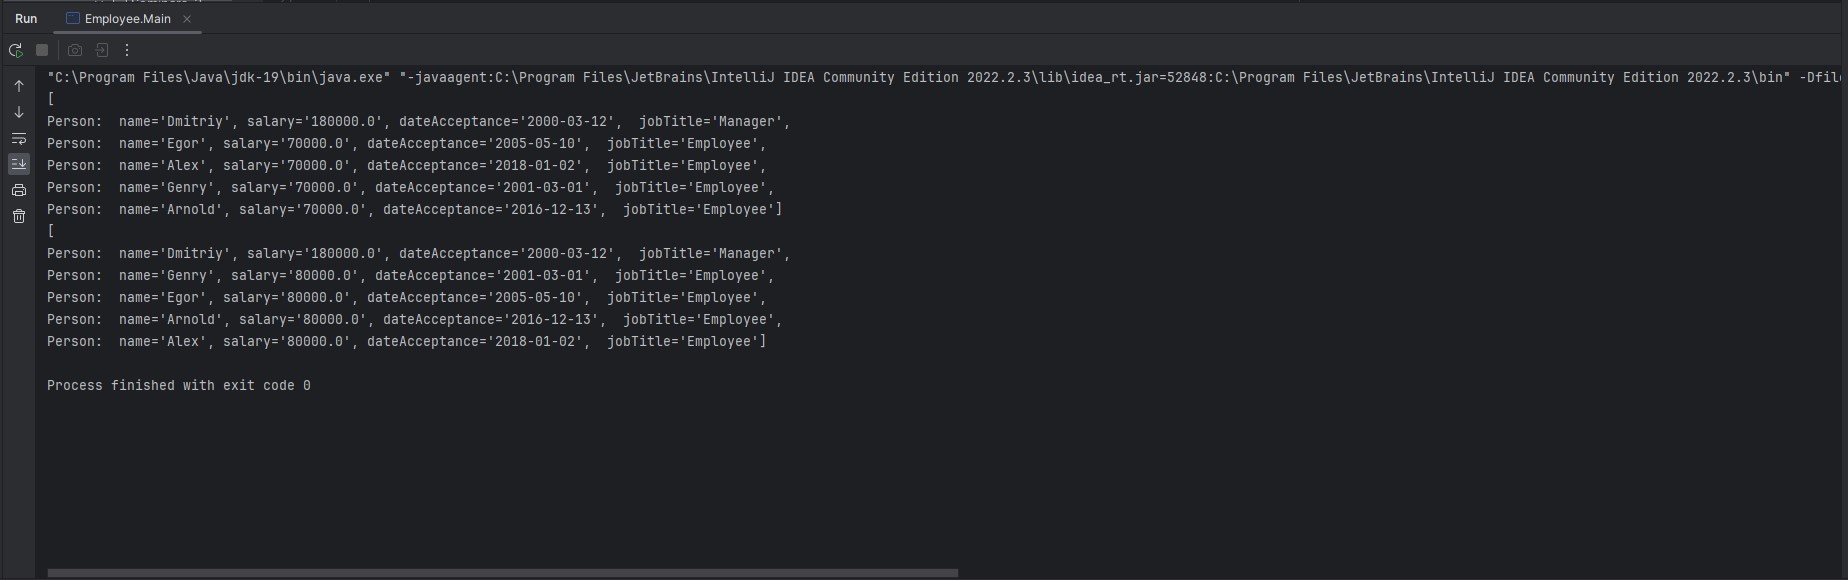 Run Employee.Main
"C:\Program Files\Java\jdk-19\bin\java.exe" "-javaagent:C:\Program Files\JetBrains\IntelliJ IDEA Community Edition 2022.2.3\lib\idea_rt.jar=52848:C:\Program Files\JetBrains\IntelliJ IDEA Community Edition 2022.2.3\bin" -Dfile
[
Person:  name='Dmitriy', salary='180000.0', dateAcceptance='2000-03-12',  jobTitle='Manager',
Person:  name='Egor', salary='70000.0', dateAcceptance='2005-05-10',  jobTitle='Employee',
Person:  name='Alex', salary='70000.0', dateAcceptance='2018-01-02',  jobTitle='Employee',
Person:  name='Genry', salary='70000.0', dateAcceptance='2001-03-01',  jobTitle='Employee',
Person:  name='Arnold', salary='70000.0', dateAcceptance='2016-12-13',  jobTitle='Employee']
[
Person:  name='Dmitriy', salary='180000.0', dateAcceptance='2000-03-12',  jobTitle='Manager',
Person:  name='Genry', salary='80000.0', dateAcceptance='2001-03-01',  jobTitle='Employee',
Person:  name='Egor', salary='80000.0', dateAcceptance='2005-05-10',  jobTitle='Employee',
Person:  name='Arnold', salary='80000.0', dateAcceptance='2016-12-13',  jobTitle='Employee',
Person:  name='Alex', salary='80000.0', dateAcceptance='2018-01-02',  jobTitle='Employee']
Process finished with exit code 0